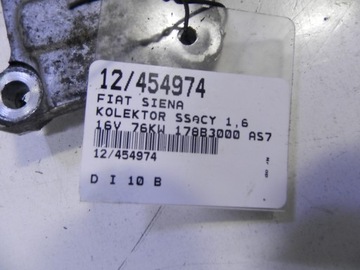 12/454974
FIAT SIENA
KOLEKTOR SSACY 1,6
16V 76KW 178B3000 AS7
12/454974
D I 10 B